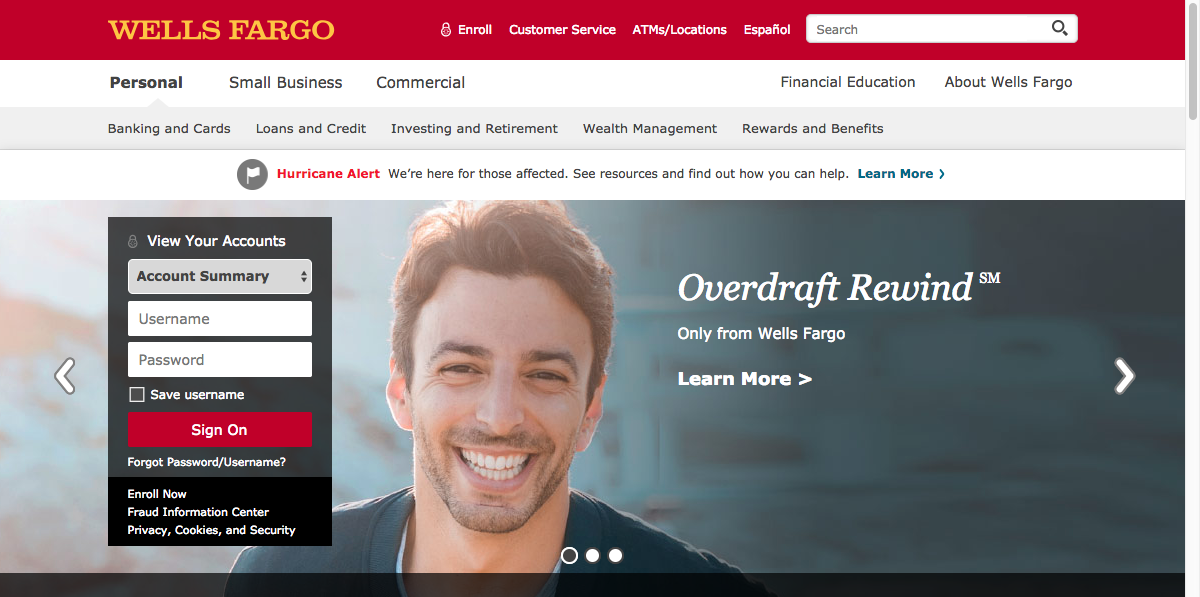 WELLS FARGO
Enroll Customer Service ATMs/Locations Español Search
Personal Small Business Commercial Financial Education About Wells Fargo
Banking and Cards Loans and Credit Investing and Retirement Wealth Management Rewards and Benefits
Hurricane Alert We’re here for those affected. See resources and find out how you can help. Learn More
View Your Accounts
Account Summary
Username
Password
Save username
Sign On
Forgot Password/Username?
Enroll Now
Fraud Information Center
Privacy, Cookies, and Security
Overdraft Rewind℠
Only from Wells Fargo
Learn More >